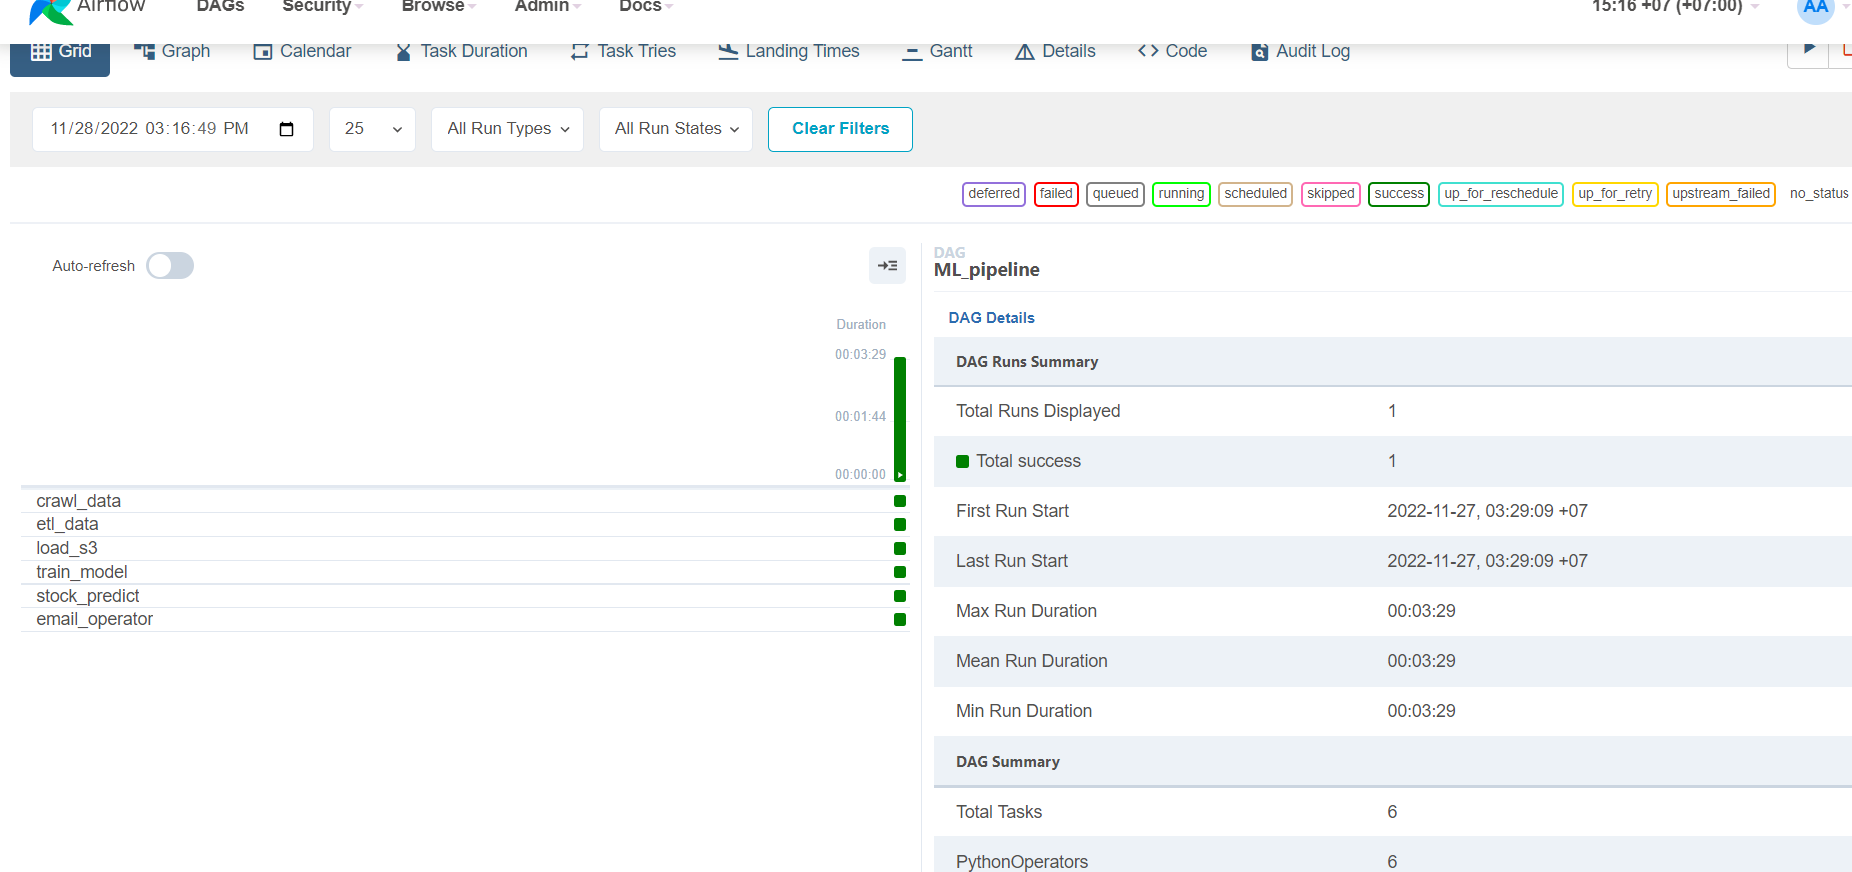 Airflow DAGs Security Browse Admin Docs 15:16 +07 (+07:00) AA
Grid Graph Calendar Task Duration Task Tries Landing Times Gantt Details Code Audit Log
11/28/2022 03:16:49 PM 25 All Run Types All Run States Clear Filters
deferred failed queued running scheduled skipped success up_for_reschedule up_for_retry upstream_failed no_status
Auto-refresh
Duration
00:03:29
00:01:44
00:00:00
crawl_data
etl_data
load_s3
train_model
stock_predict
email_operator
DAG
ML_pipeline
DAG Details
DAG Runs Summary
Total Runs Displayed 1
Total success 1
First Run Start 2022-11-27, 03:29:09 +07
Last Run Start 2022-11-27, 03:29:09 +07
Max Run Duration 00:03:29
Mean Run Duration 00:03:29
Min Run Duration 00:03:29
DAG Summary
Total Tasks 6
PythonOperators 6